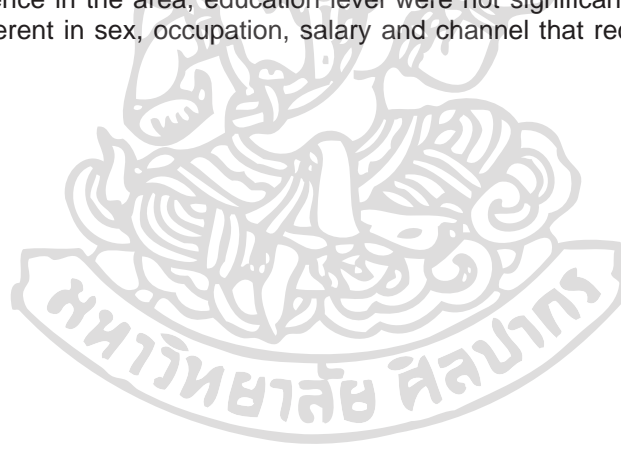 ence in the area, education level were not significan
erent in sex, occupation, salary and channel that rec
มหาวิทยาลัย ศิลปากร